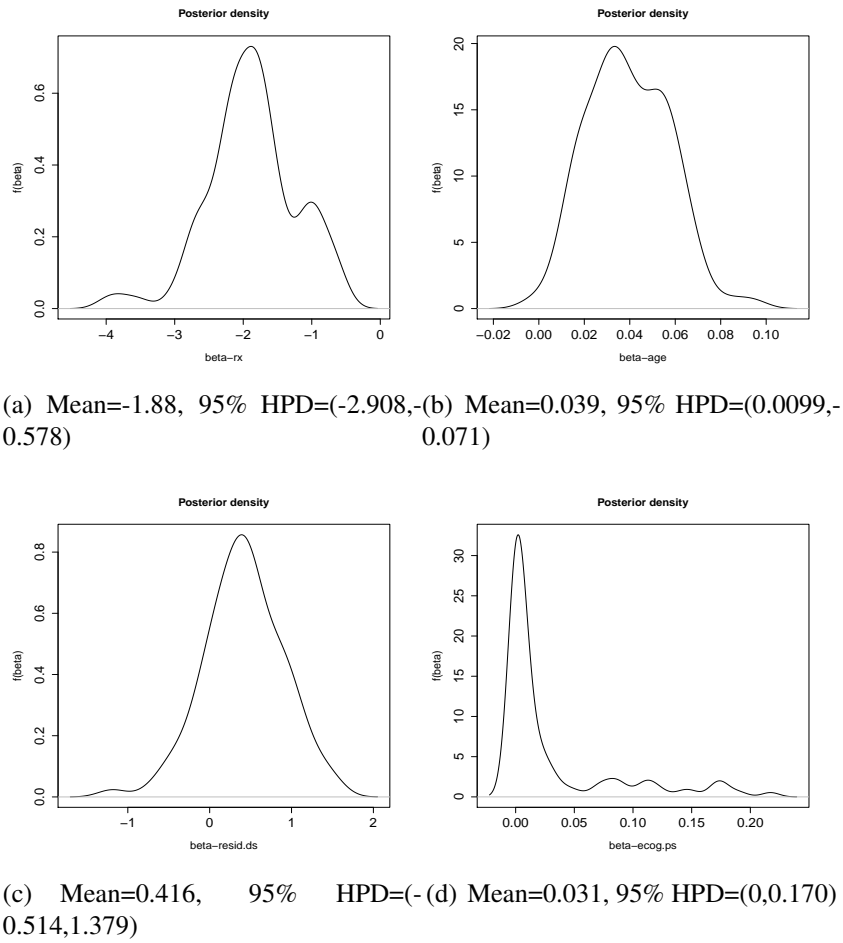 Posterior density
f(beta)
0.0 0.2 0.4 0.6
−4 −3 −2 −1 0
beta−rx
Posterior density
f(beta)
0 5 10 15 20
−0.02 0.00 0.02 0.04 0.06 0.08 0.10
beta−age
(a) Mean=-1.88, 95% HPD=(-2.908,-
0.578)
(b) Mean=0.039, 95% HPD=(0.0099,-
0.071)
Posterior density
f(beta)
0.0 0.2 0.4 0.6 0.8
−1 0 1 2
beta−resid.ds
Posterior density
f(beta)
0 5 10 15 20 25 30
0.00 0.05 0.10 0.15 0.20
beta−ecog.ps
(c) Mean=0.416, 95% HPD=(-
0.514,1.379)
(d) Mean=0.031, 95% HPD=(0,0.170)